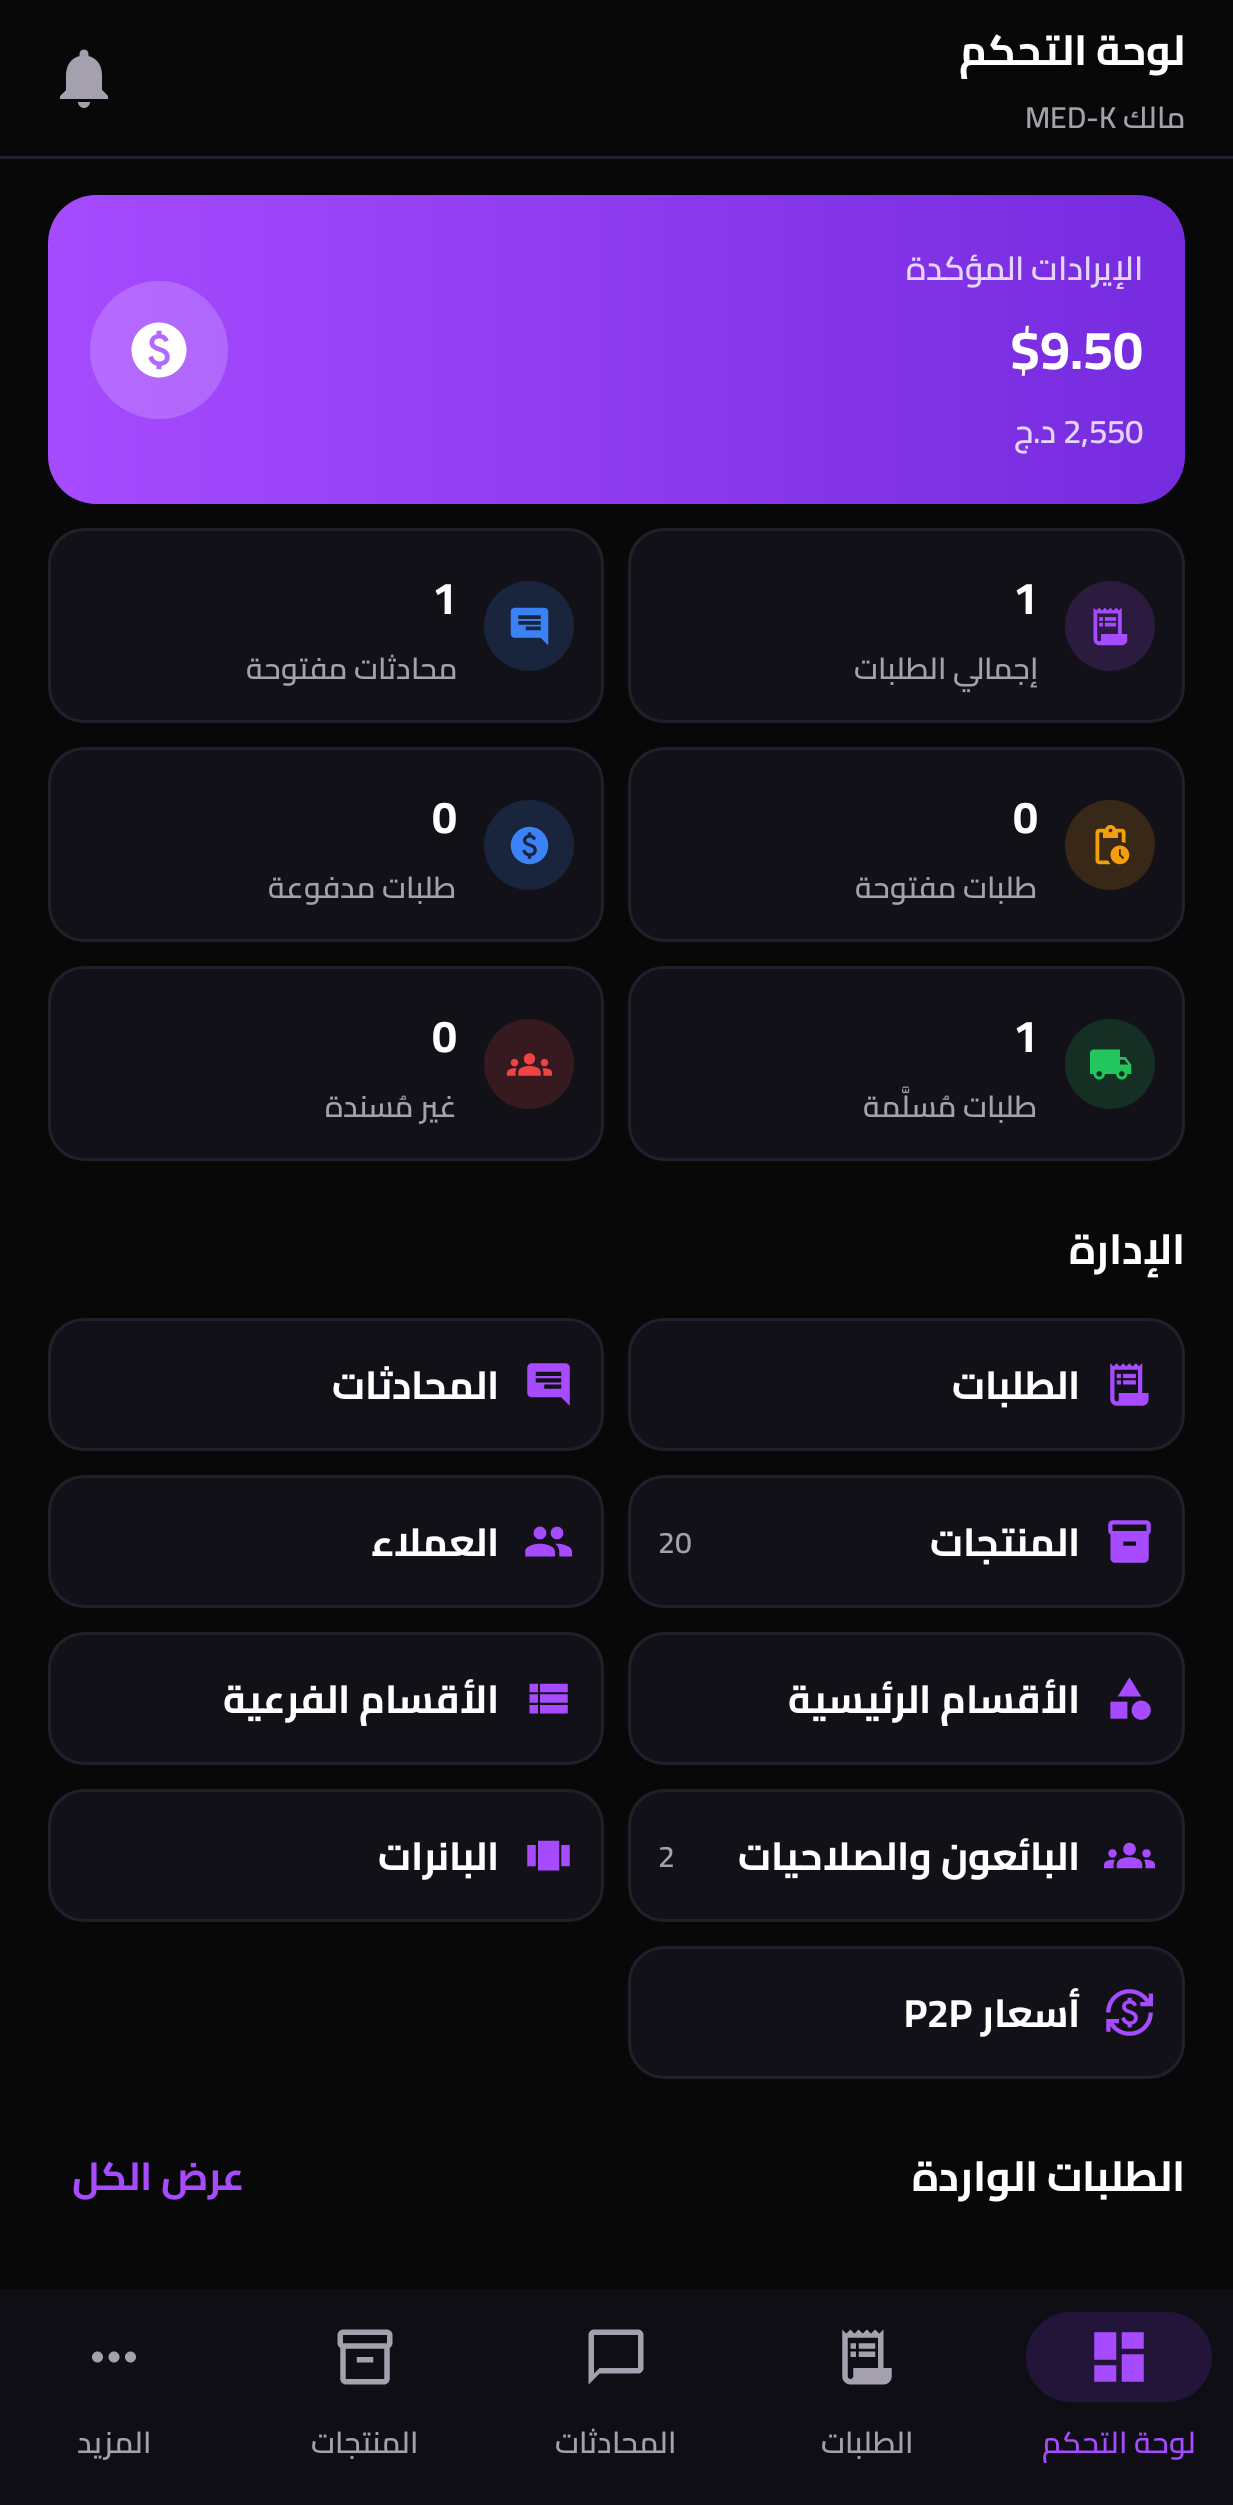 لوحة التحكم
مالك MED-K
الإيرادات المؤكدة
$9.50
2,550 د.ج
1
إجمالي الطلبات
1
محادثات مفتوحة
0
طلبات مفتوحة
0
طلبات مدفوعة
1
طلبات مُسلَّمة
0
غير مُسندة
الإدارة
الطلبات
المحادثات
المنتجات 20
العملاء
الأقسام الرئيسية
الأقسام الفرعية
البائعون والصلاحيات 2
البانرات
أسعار P2P
الطلبات الواردة
عرض الكل
لوحة التحكم
الطلبات
المحادثات
المنتجات
المزيد